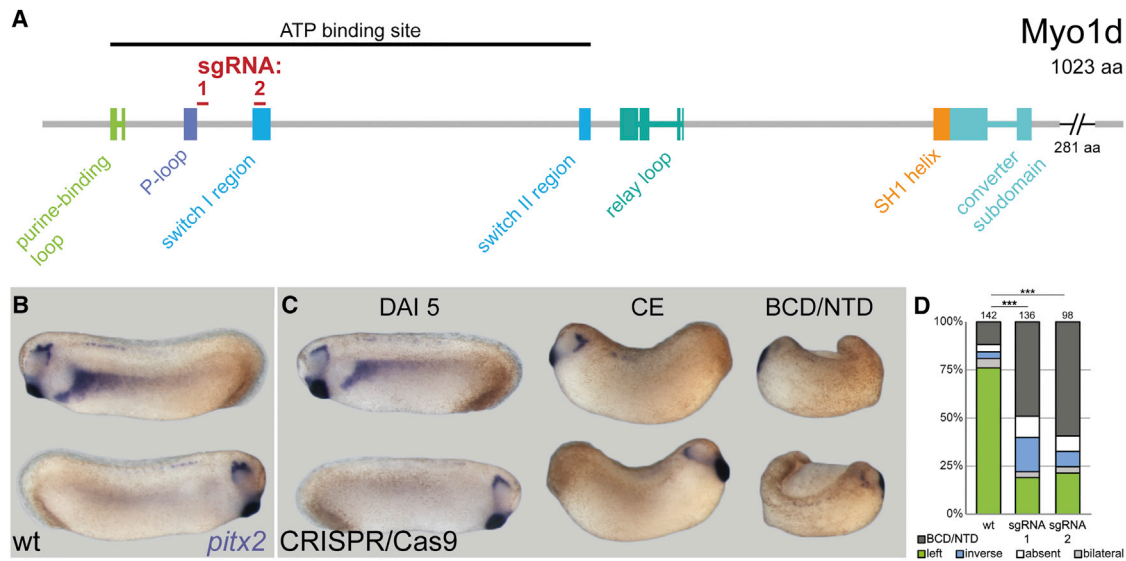 A
ATP binding site
Myo1d
1023 aa
sgRNA:
1 2
281 aa
purine-binding
loop
P-loop
switch I region
switch II region
relay loop
SH1 helix
converter
subdomain
B
C
DAI 5
CE
BCD/NTD
wt
pitx2
CRISPR/Cas9
D
***
***
142 136 98
100%
75%
50%
25%
0%
wt sgRNA sgRNA
1 2
BCD/NTD
left inverse absent bilateral